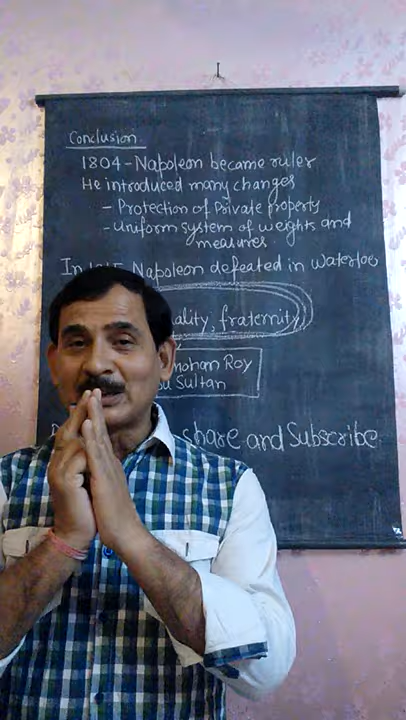 Conclusion
1804-Napoleon became ruler
He introduced many changes
- Protection of Private property
- Uniform system of weights and
measures.
In Napoleon defeated in Waterloo
fraternity
Roy
Sultan
share and Subscribe